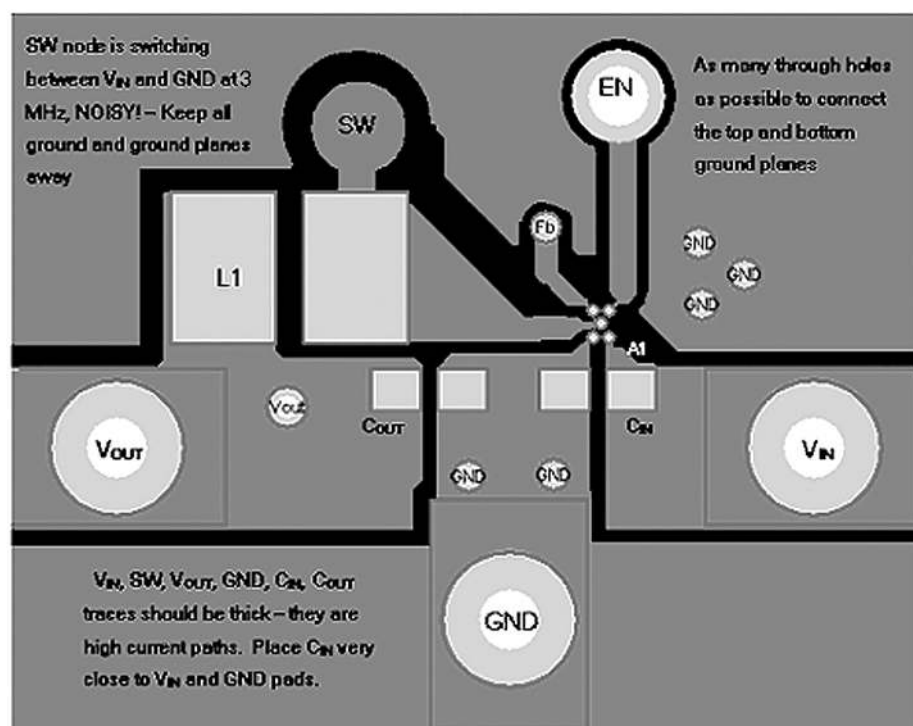 SW node is switching
between VIN and GND at 3
MHz, NOISY! – Keep all
ground and ground planes
away
SW
EN
As many through holes
as possible to connect
the top and bottom
ground planes
Fb
GND
GND
GND
L1
A1
Vout
COUT
CIN
VOUT
VIN
GND
GND
VIN, SW, VOUT, GND, CIN, COUT
traces should be thick – they are
high current paths. Place CIN very
close to VIN and GND pads.
GND